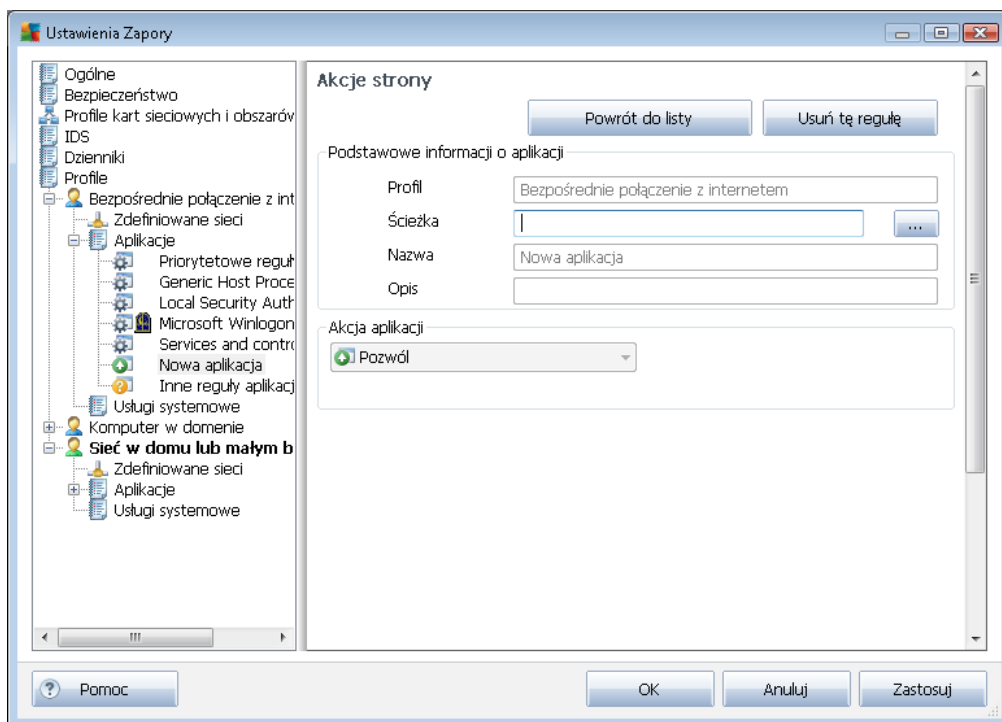 Ustawienia Zapory
Ogólne
Bezpieczeństwo
Profile kart sieciowych i obszarów
IDS
Dzienniki
Profile
Bezpośrednie połączenie z int
Zdefiniowane sieci
Aplikacje
Priorytetowe reguł
Generic Host Proce
Local Security Auth
Microsoft Winlogon
Services and contro
Nowa aplikacja
Inne reguły aplikacj
Usługi systemowe
Komputer w domenie
Sieć w domu lub małym b
Zdefiniowane sieci
Aplikacje
Usługi systemowe
Akcje strony
Powrót do listy
Usuń tę regułę
Podstawowe informacji o aplikacji
Profil
Bezpośrednie połączenie z internetem
Ścieżka
...
Nazwa
Nowa aplikacja
Opis
Akcja aplikacji
Pozwól
Pomoc
OK
Anuluj
Zastosuj